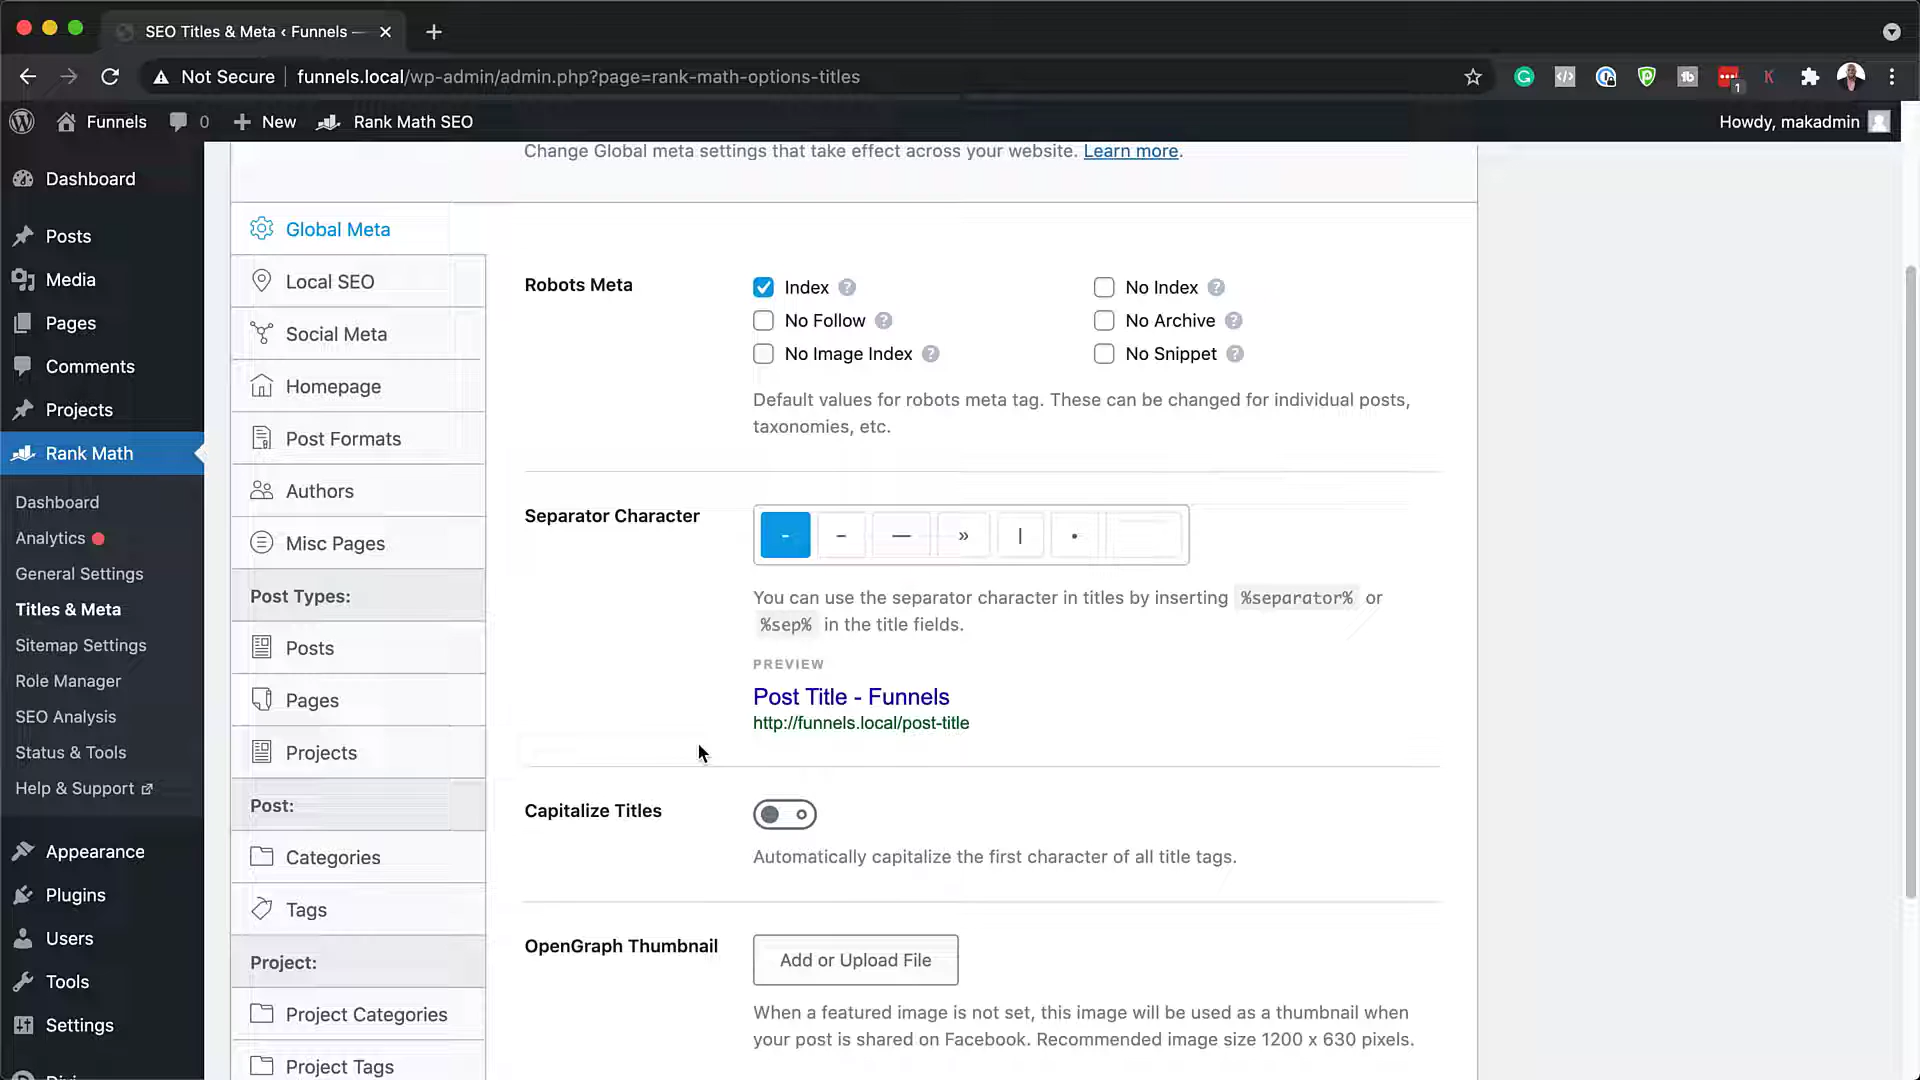 SEO Titles & Meta ‹ Funnels —
Not Secure
funnels.local/wp-admin/admin.php?page=rank-math-options-titles
1
Funnels
0
New
Rank Math SEO
Howdy, makadmin
Dashboard
Posts
Media
Pages
Comments
Projects
Rank Math
Dashboard
Analytics
General Settings
Titles & Meta
Sitemap Settings
Role Manager
SEO Analysis
Status & Tools
Help & Support
Appearance
Plugins
Users
Tools
Settings
Change Global meta settings that take effect across your website. Learn more.
Global Meta
Local SEO
Social Meta
Homepage
Post Formats
Authors
Misc Pages
Post Types:
Posts
Pages
Projects
Post:
Categories
Tags
Project:
Project Categories
Project Tags
Robots Meta
Index ?
No Index ?
No Follow ?
No Archive ?
No Image Index ?
No Snippet ?
Default values for robots meta tag. These can be changed for individual posts,
taxonomies, etc.
Separator Character
- – — » | •
You can use the separator character in titles by inserting %separator% or
%sep% in the title fields.
PREVIEW
Post Title - Funnels
http://funnels.local/post-title
Capitalize Titles
Automatically capitalize the first character of all title tags.
OpenGraph Thumbnail
Add or Upload File
When a featured image is not set, this image will be used as a thumbnail when
your post is shared on Facebook. Recommended image size 1200 x 630 pixels.